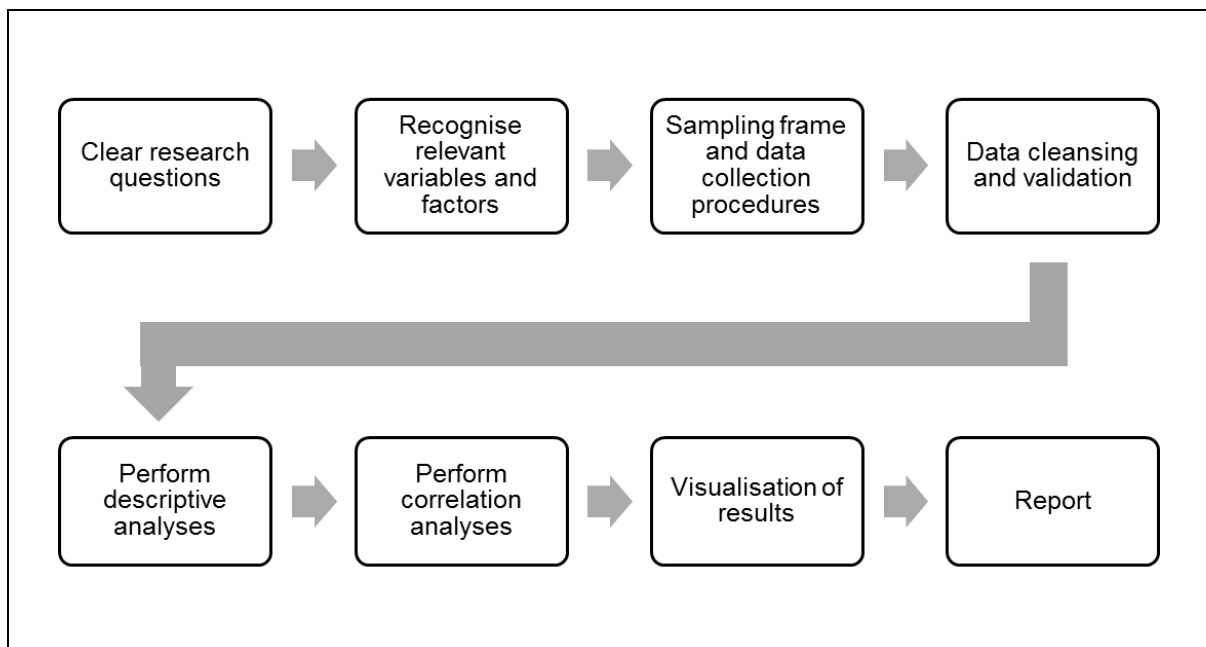 Clear research
questions
Recognise
relevant
variables and
factors
Sampling frame
and data
collection
procedures
Data cleansing
and validation
Perform
descriptive
analyses
Perform
correlation
analyses
Visualisation of
results
Report